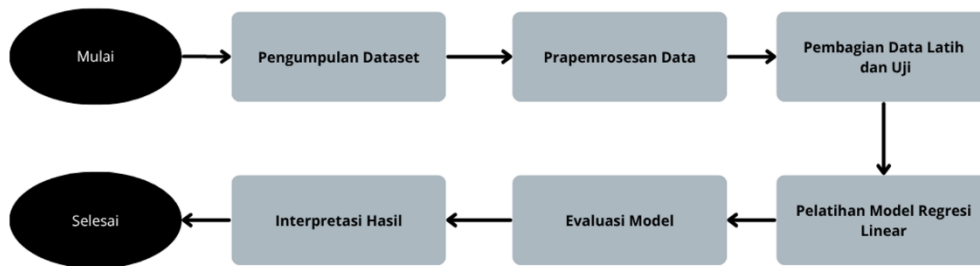 Mulai
Pengumpulan Dataset
Prapemrosesan Data
Pembagian Data Latih
dan Uji
Pelatihan Model Regresi
Linear
Evaluasi Model
Interpretasi Hasil
Selesai